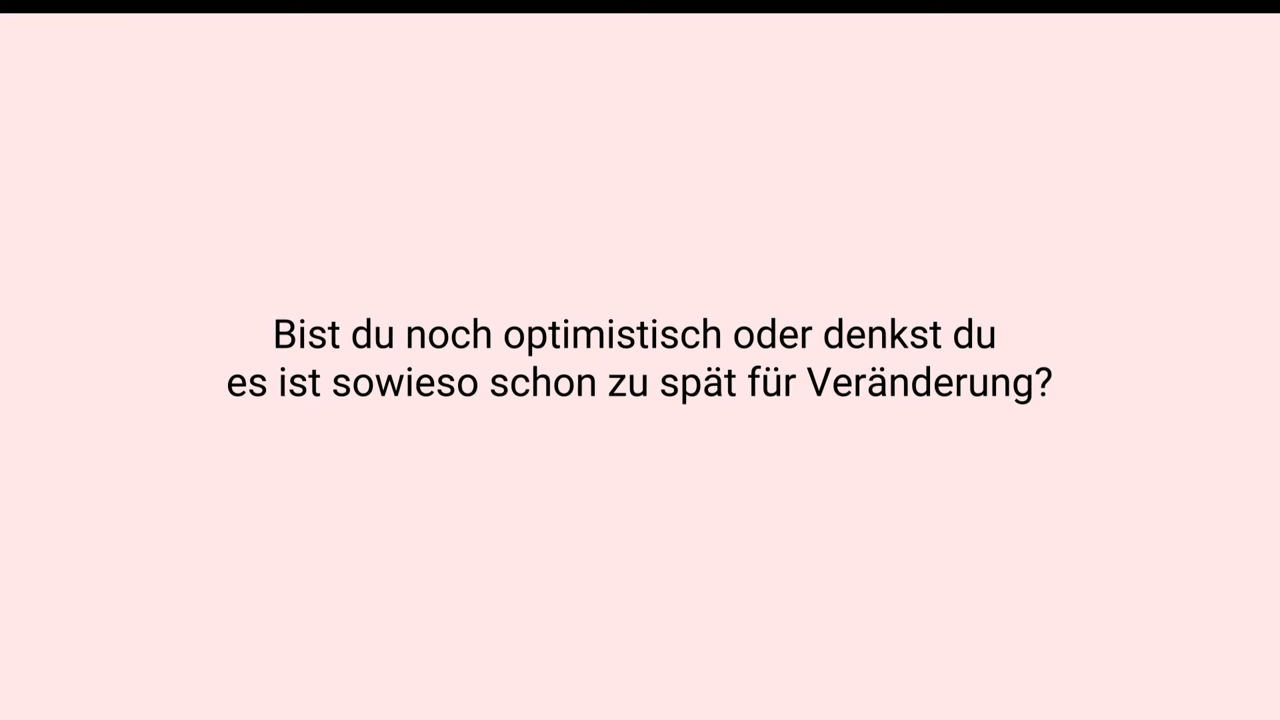 Bist du noch optimistisch oder denkst du
es ist sowieso schon zu spät für Veränderung?